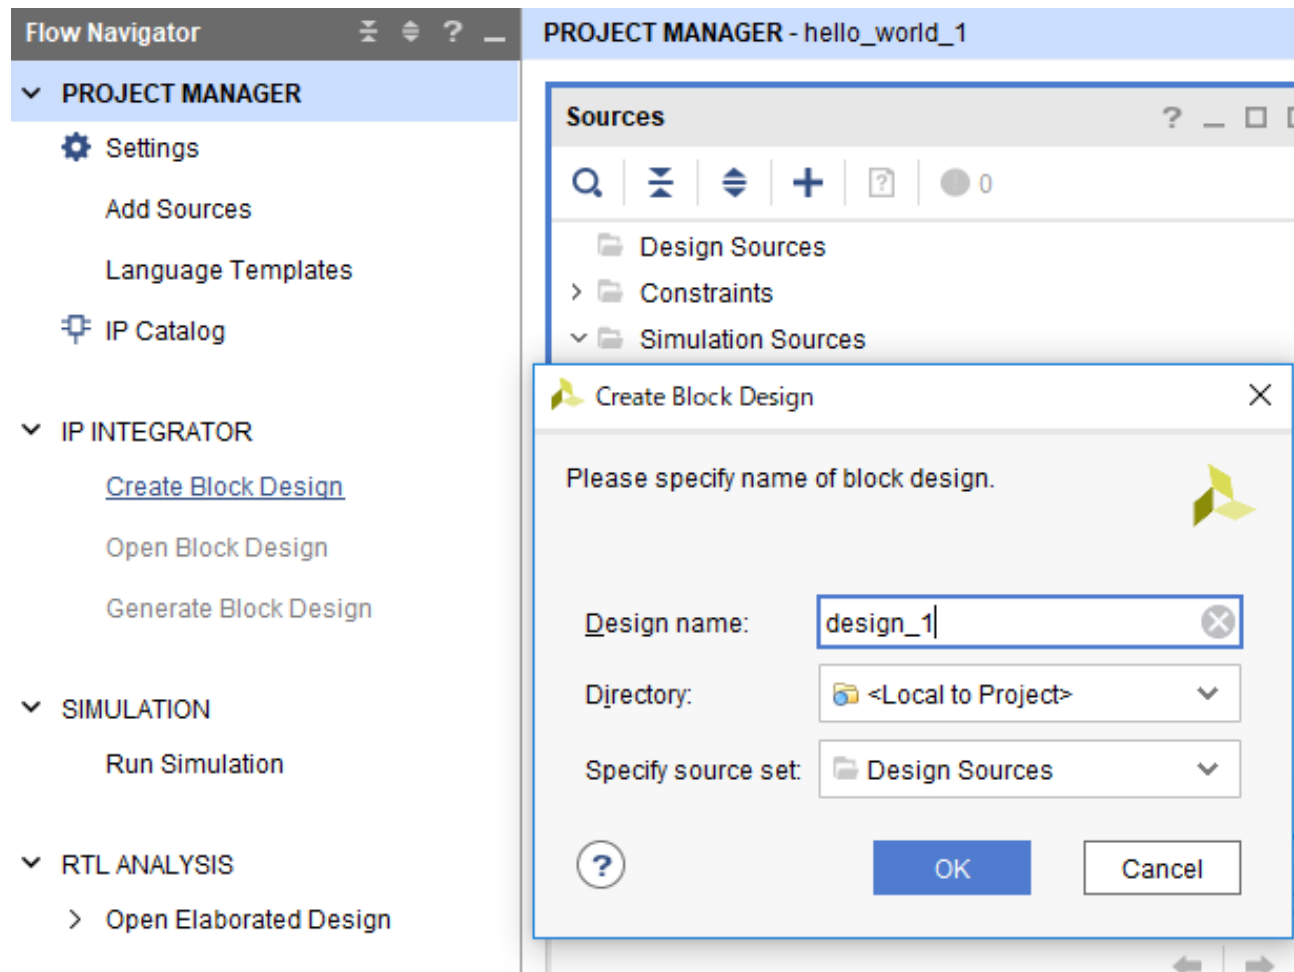 Flow Navigator
?
PROJECT MANAGER - hello_world_1
PROJECT MANAGER
Settings
Add Sources
Language Templates
IP Catalog
IP INTEGRATOR
Create Block Design
Open Block Design
Generate Block Design
SIMULATION
Run Simulation
RTL ANALYSIS
Open Elaborated Design
Sources
?
? 0
Design Sources
Constraints
Simulation Sources
Create Block Design
Please specify name of block design.
Design name: design_1
Directory: <Local to Project>
Specify source set: Design Sources
? OK Cancel